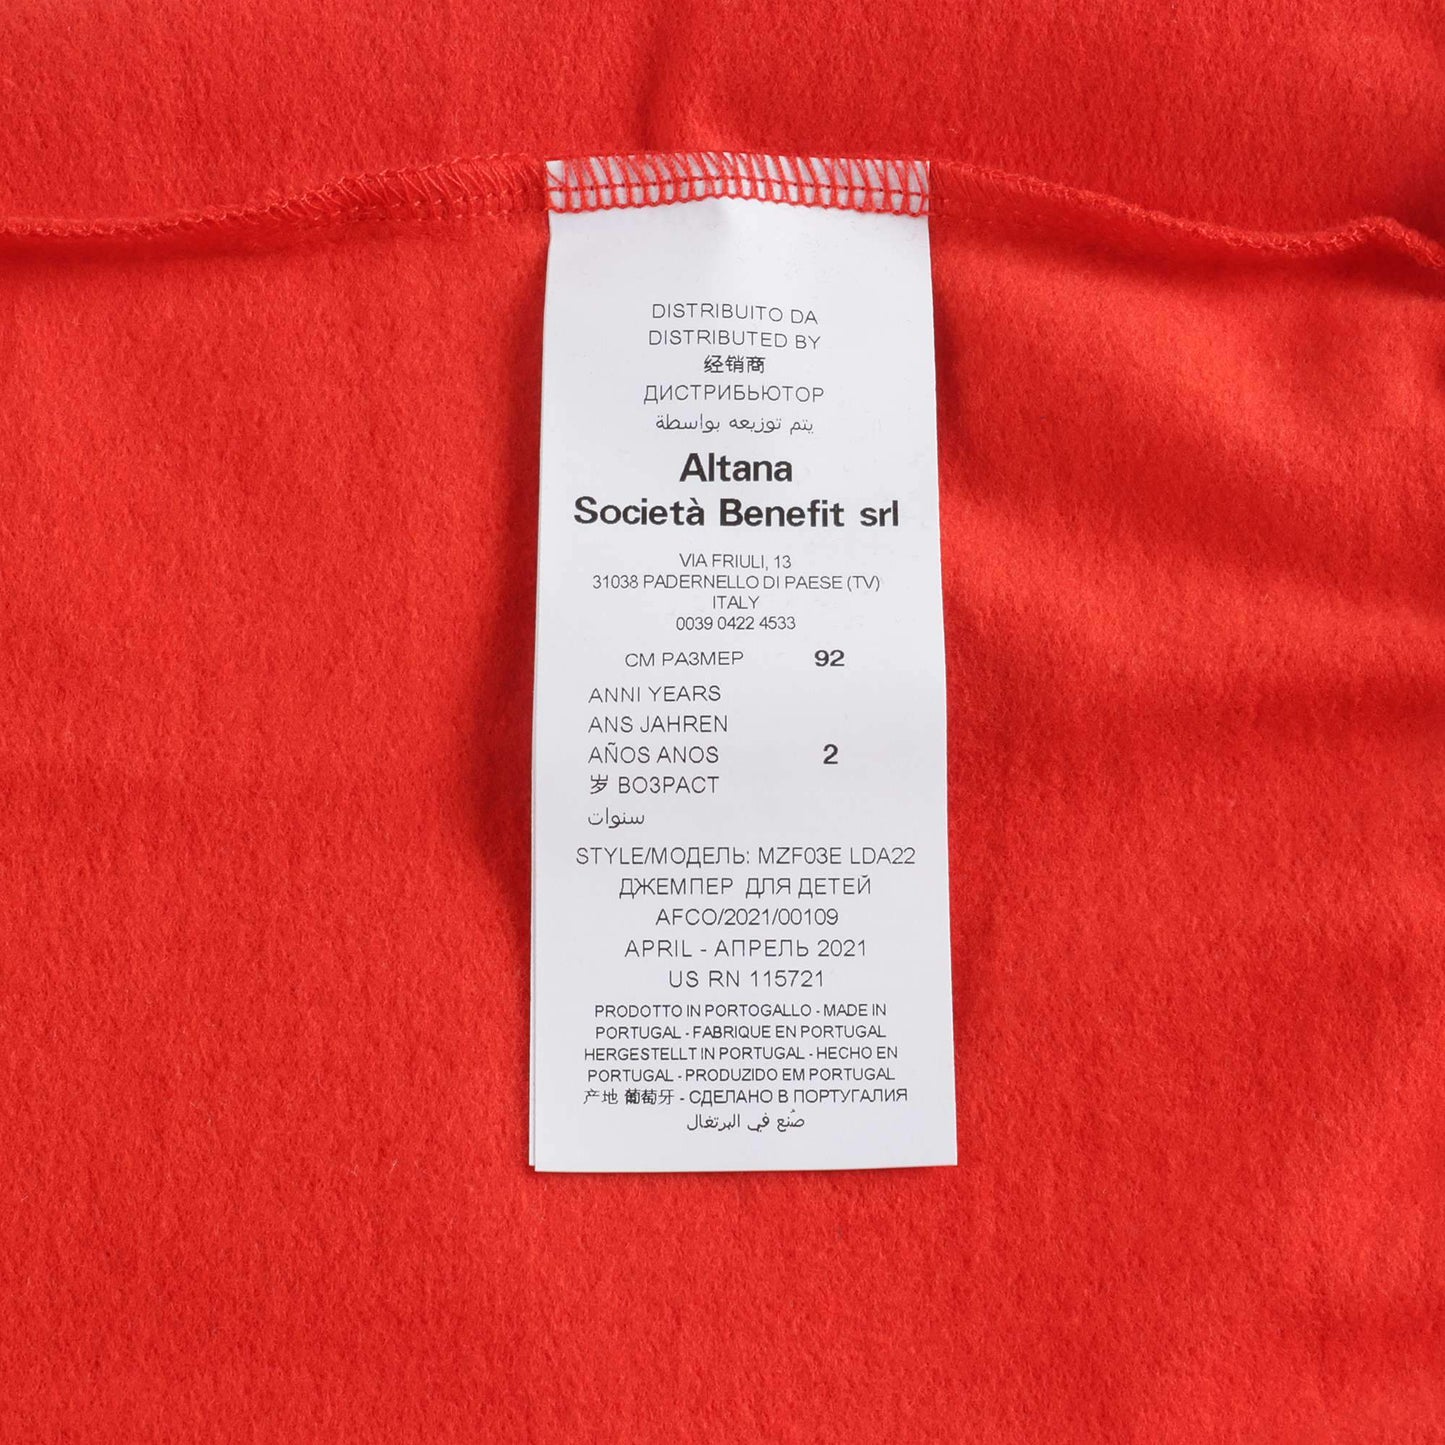 DISTRIBUITO DA
DISTRIBUTED BY
经销商
ДИСТРИБЬЮТОР
يتم توزيعه بواسطة
Altana
Società Benefit srl
VIA FRIULI, 13
31038 PADERNELLO DI PAESE (TV)
ITALY
0039 0422 4533
CM РАЗМЕР 92
ANNI YEARS
ANS JAHREN
AÑOS ANOS 2
岁 ВОЗРАСТ
سنوات
STYLE/МОДЕЛЬ: MZF03E LDA22
ДЖЕМПЕР ДЛЯ ДЕТЕЙ
AFCO/2021/00109
APRIL - АПРЕЛЬ 2021
US RN 115721
PRODOTTO IN PORTOGALLO - MADE IN
PORTUGAL - FABRIQUE EN PORTUGAL
HERGESTELLT IN PORTUGAL - HECHO EN
PORTUGAL - PRODUZIDO EM PORTUGAL
产地 葡萄牙 - СДЕЛАНО В ПОРТУГАЛИЯ
صُنع في البرتغال